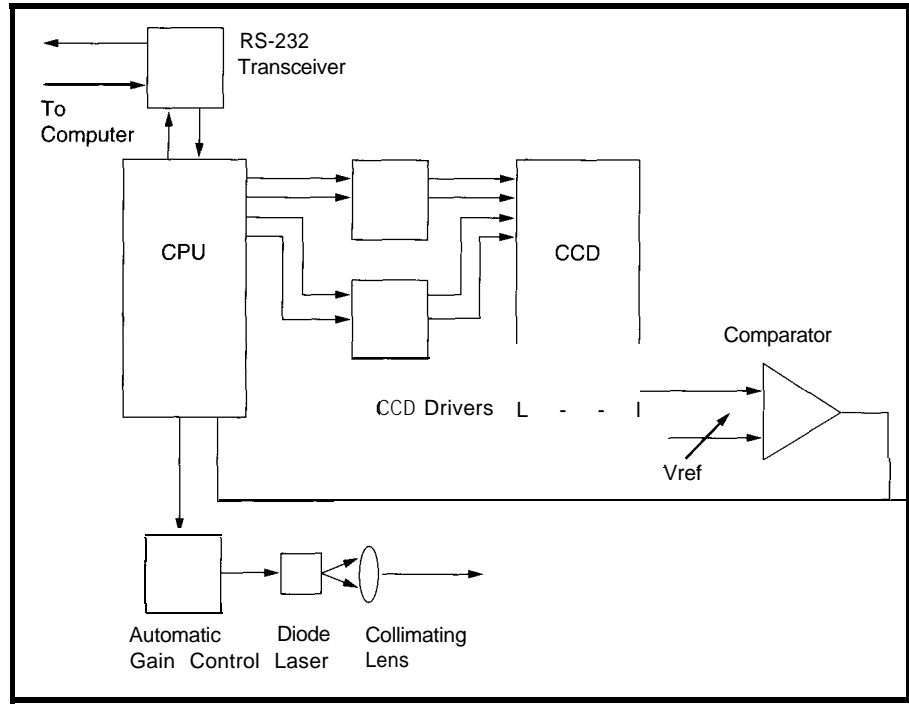 RS-232
Transceiver
To
Computer
CPU
CCD
Comparator
CCD Drivers
Vref
Automatic
Gain Control
Diode
Laser
Collimating
Lens